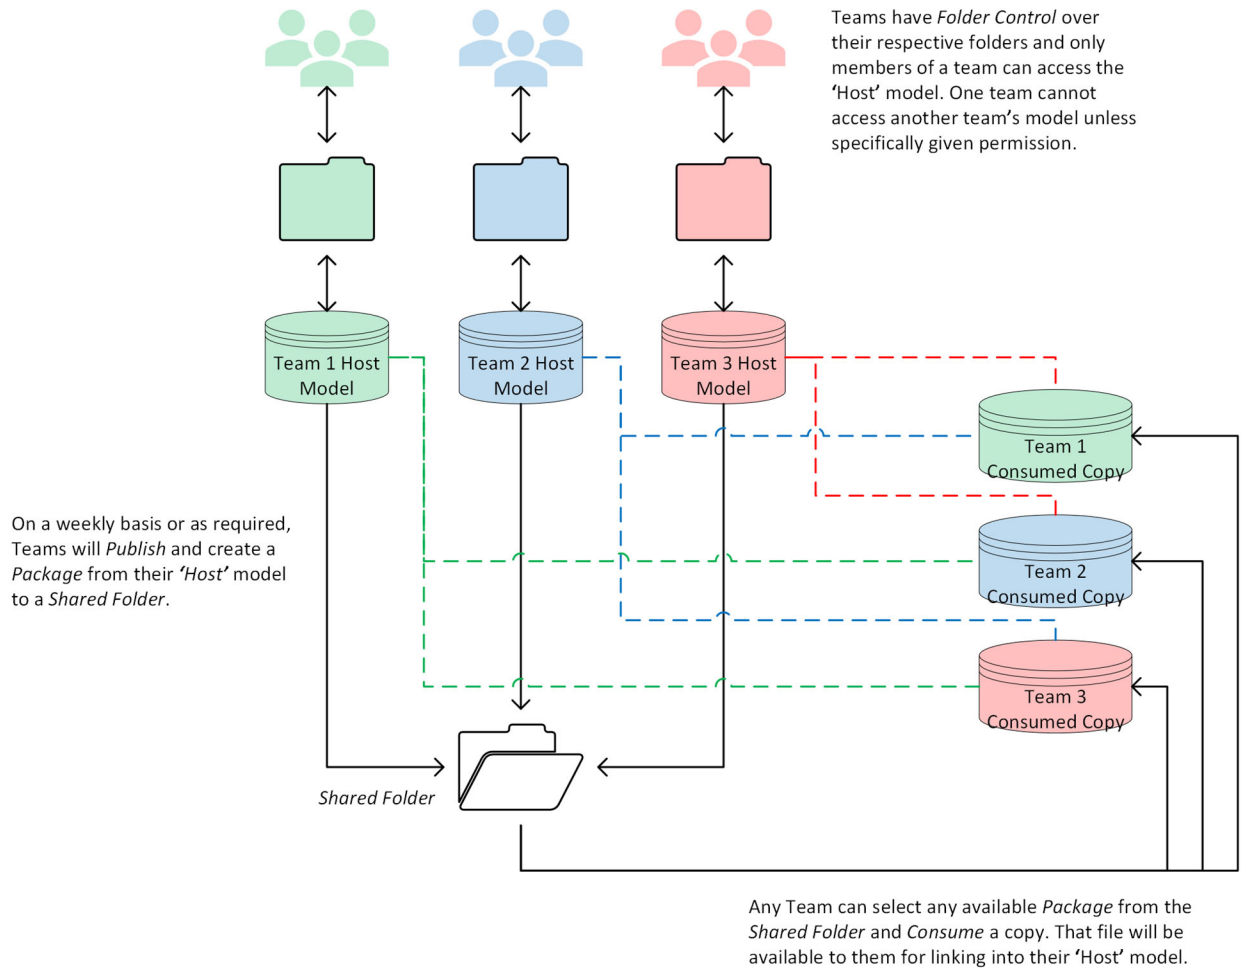 Teams have Folder Control over
their respective folders and only
members of a team can access the
‘Host’ model. One team cannot
access another team’s model unless
specifically given permission.
Team 1 Host
Model
Team 2 Host
Model
Team 3 Host
Model
Team 1
Consumed Copy
On a weekly basis or as required,
Teams will Publish and create a
Package from their ‘Host’ model
to a Shared Folder.
Team 2
Consumed Copy
Team 3
Consumed Copy
Shared Folder
Any Team can select any available Package from the
Shared Folder and Consume a copy. That file will be
available to them for linking into their ‘Host’ model.